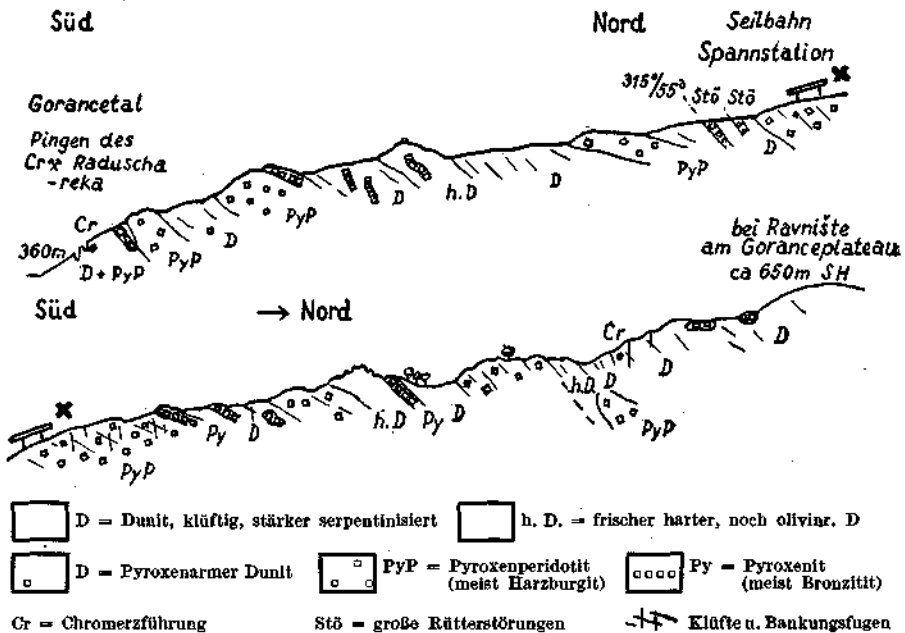 Süd
Nord
Seilbahn
Spannstation
315°/55°
Stö
Stö
Gorancetal
Pingen des
Cr⚒ Raduscha
-reka
Cr
360m
D + PyP
PyP
D
PyP
D
h.D
D
PyP
D
bei Ravnište
am Goranceplateau
ca 650m SH
Süd → Nord
PyP
Py
D
h.D
Py
D
h.D
D
Cr
D
D
PyP
D = Dunit, klüftig, stärker serpentinisiert
h. D. = frischer harter, noch olivinr. D
D = Pyroxenarmer Dunit
PyP = Pyroxenperidotit
(meist Harzburgit)
Py = Pyroxenit
(meist Bronzitit)
Cr = Chromerzführung
Stö = große Rütterstörungen
Klüfte u. Bankungsfugen